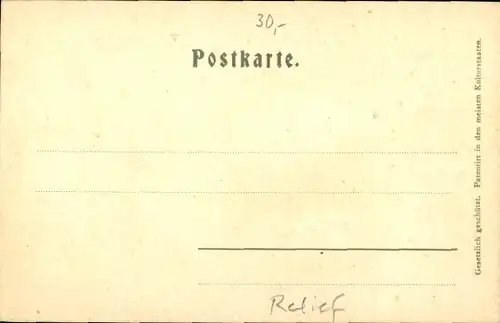 30,-
Postkarte.
Gesetzlich geschützt. Patentirt in den meisten Kulturstaaten.
Relief